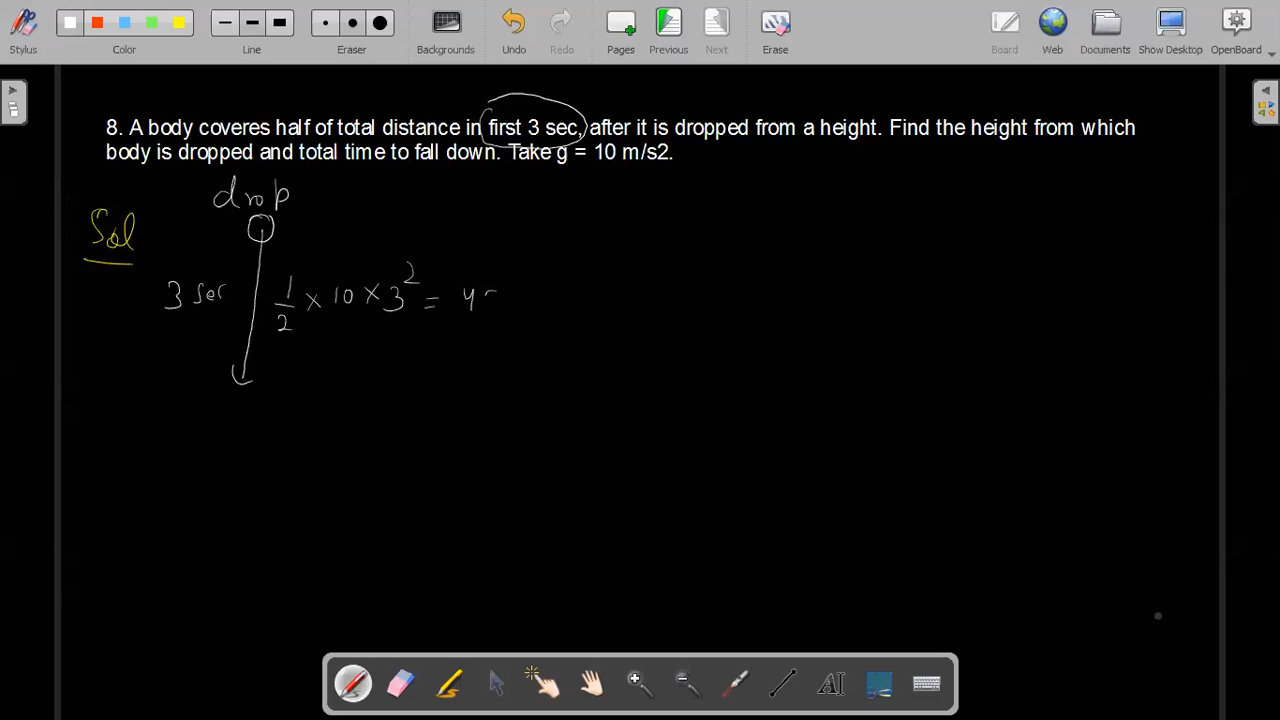 Stylus
Color
Line
Eraser
Backgrounds
Undo
Redo
Pages
Previous
Next
Erase
Board
Web
Documents
Show Desktop
OpenBoard
8. A body coveres half of total distance in first 3 sec, after it is dropped from a height. Find the height from which
body is dropped and total time to fall down. Take g = 10 m/s2.
drop
Sol
3 sec 1/2 × 10 × 3² = 4
AI